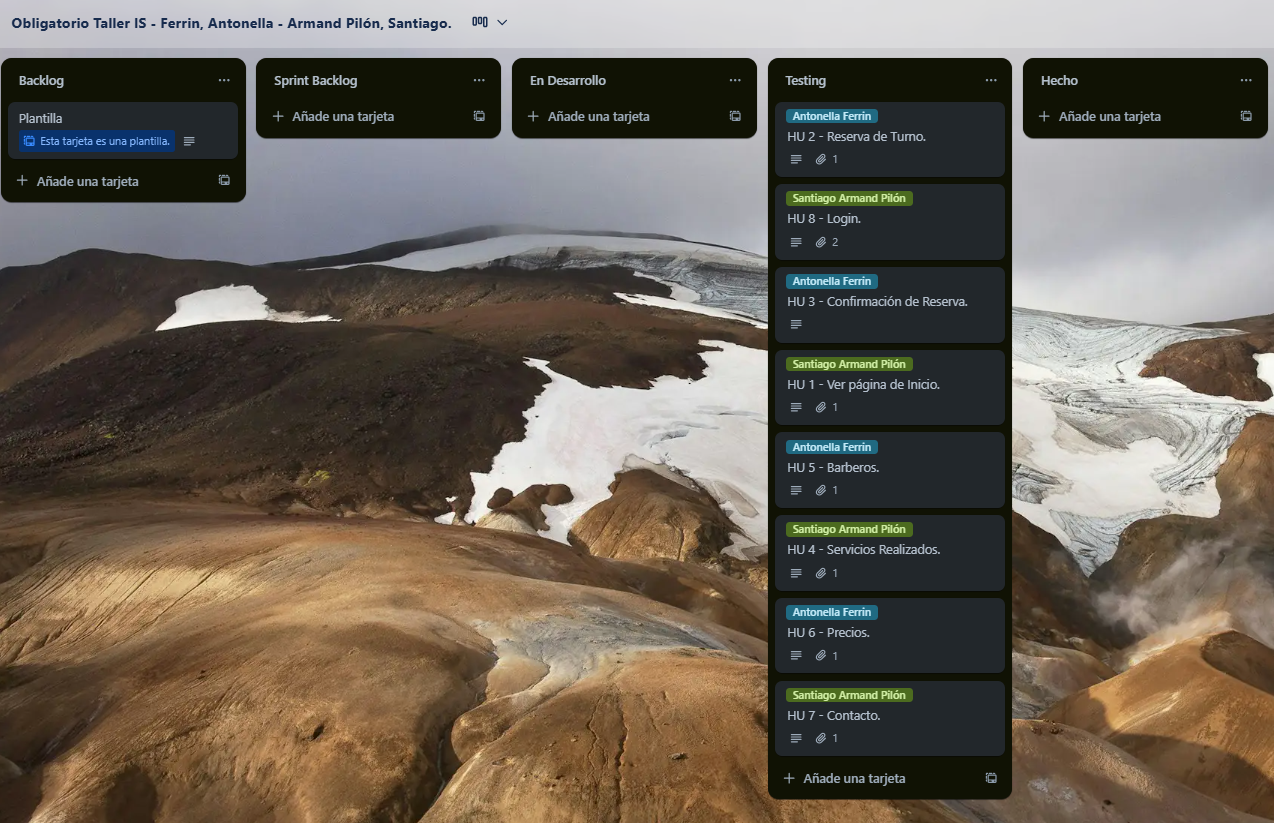 Obligatorio Taller IS - Ferrin, Antonella - Armand Pilón, Santiago.
Backlog
Plantilla
Esta tarjeta es una plantilla.
Añade una tarjeta
Sprint Backlog
Añade una tarjeta
En Desarrollo
Añade una tarjeta
Testing
Antonella Ferrin
HU 2 - Reserva de Turno.
1
Santiago Armand Pilón
HU 8 - Login.
2
Antonella Ferrin
HU 3 - Confirmación de Reserva.
Santiago Armand Pilón
HU 1 - Ver página de Inicio.
1
Antonella Ferrin
HU 5 - Barberos.
1
Santiago Armand Pilón
HU 4 - Servicios Realizados.
1
Antonella Ferrin
HU 6 - Precios.
1
Santiago Armand Pilón
HU 7 - Contacto.
1
Añade una tarjeta
Hecho
Añade una tarjeta